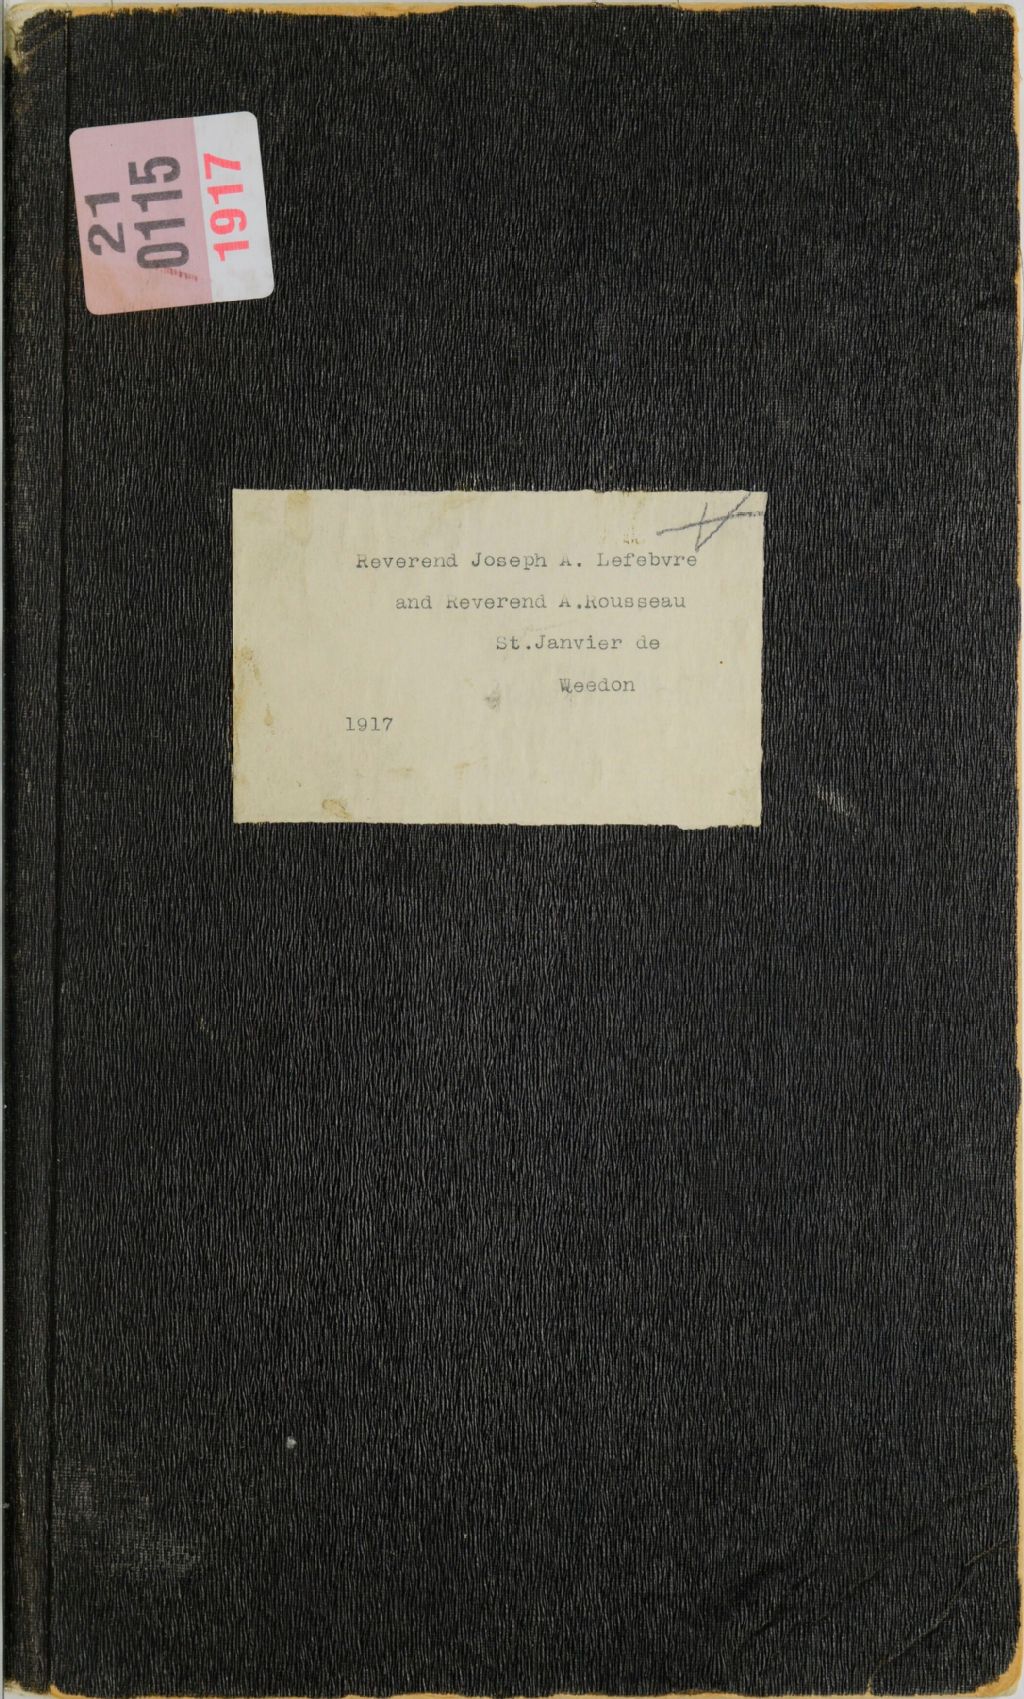 21
0115
1917
Reverend Joseph A. Lefebvre
and Reverend A.Rousseau
St.Janvier de
Weedon
1917